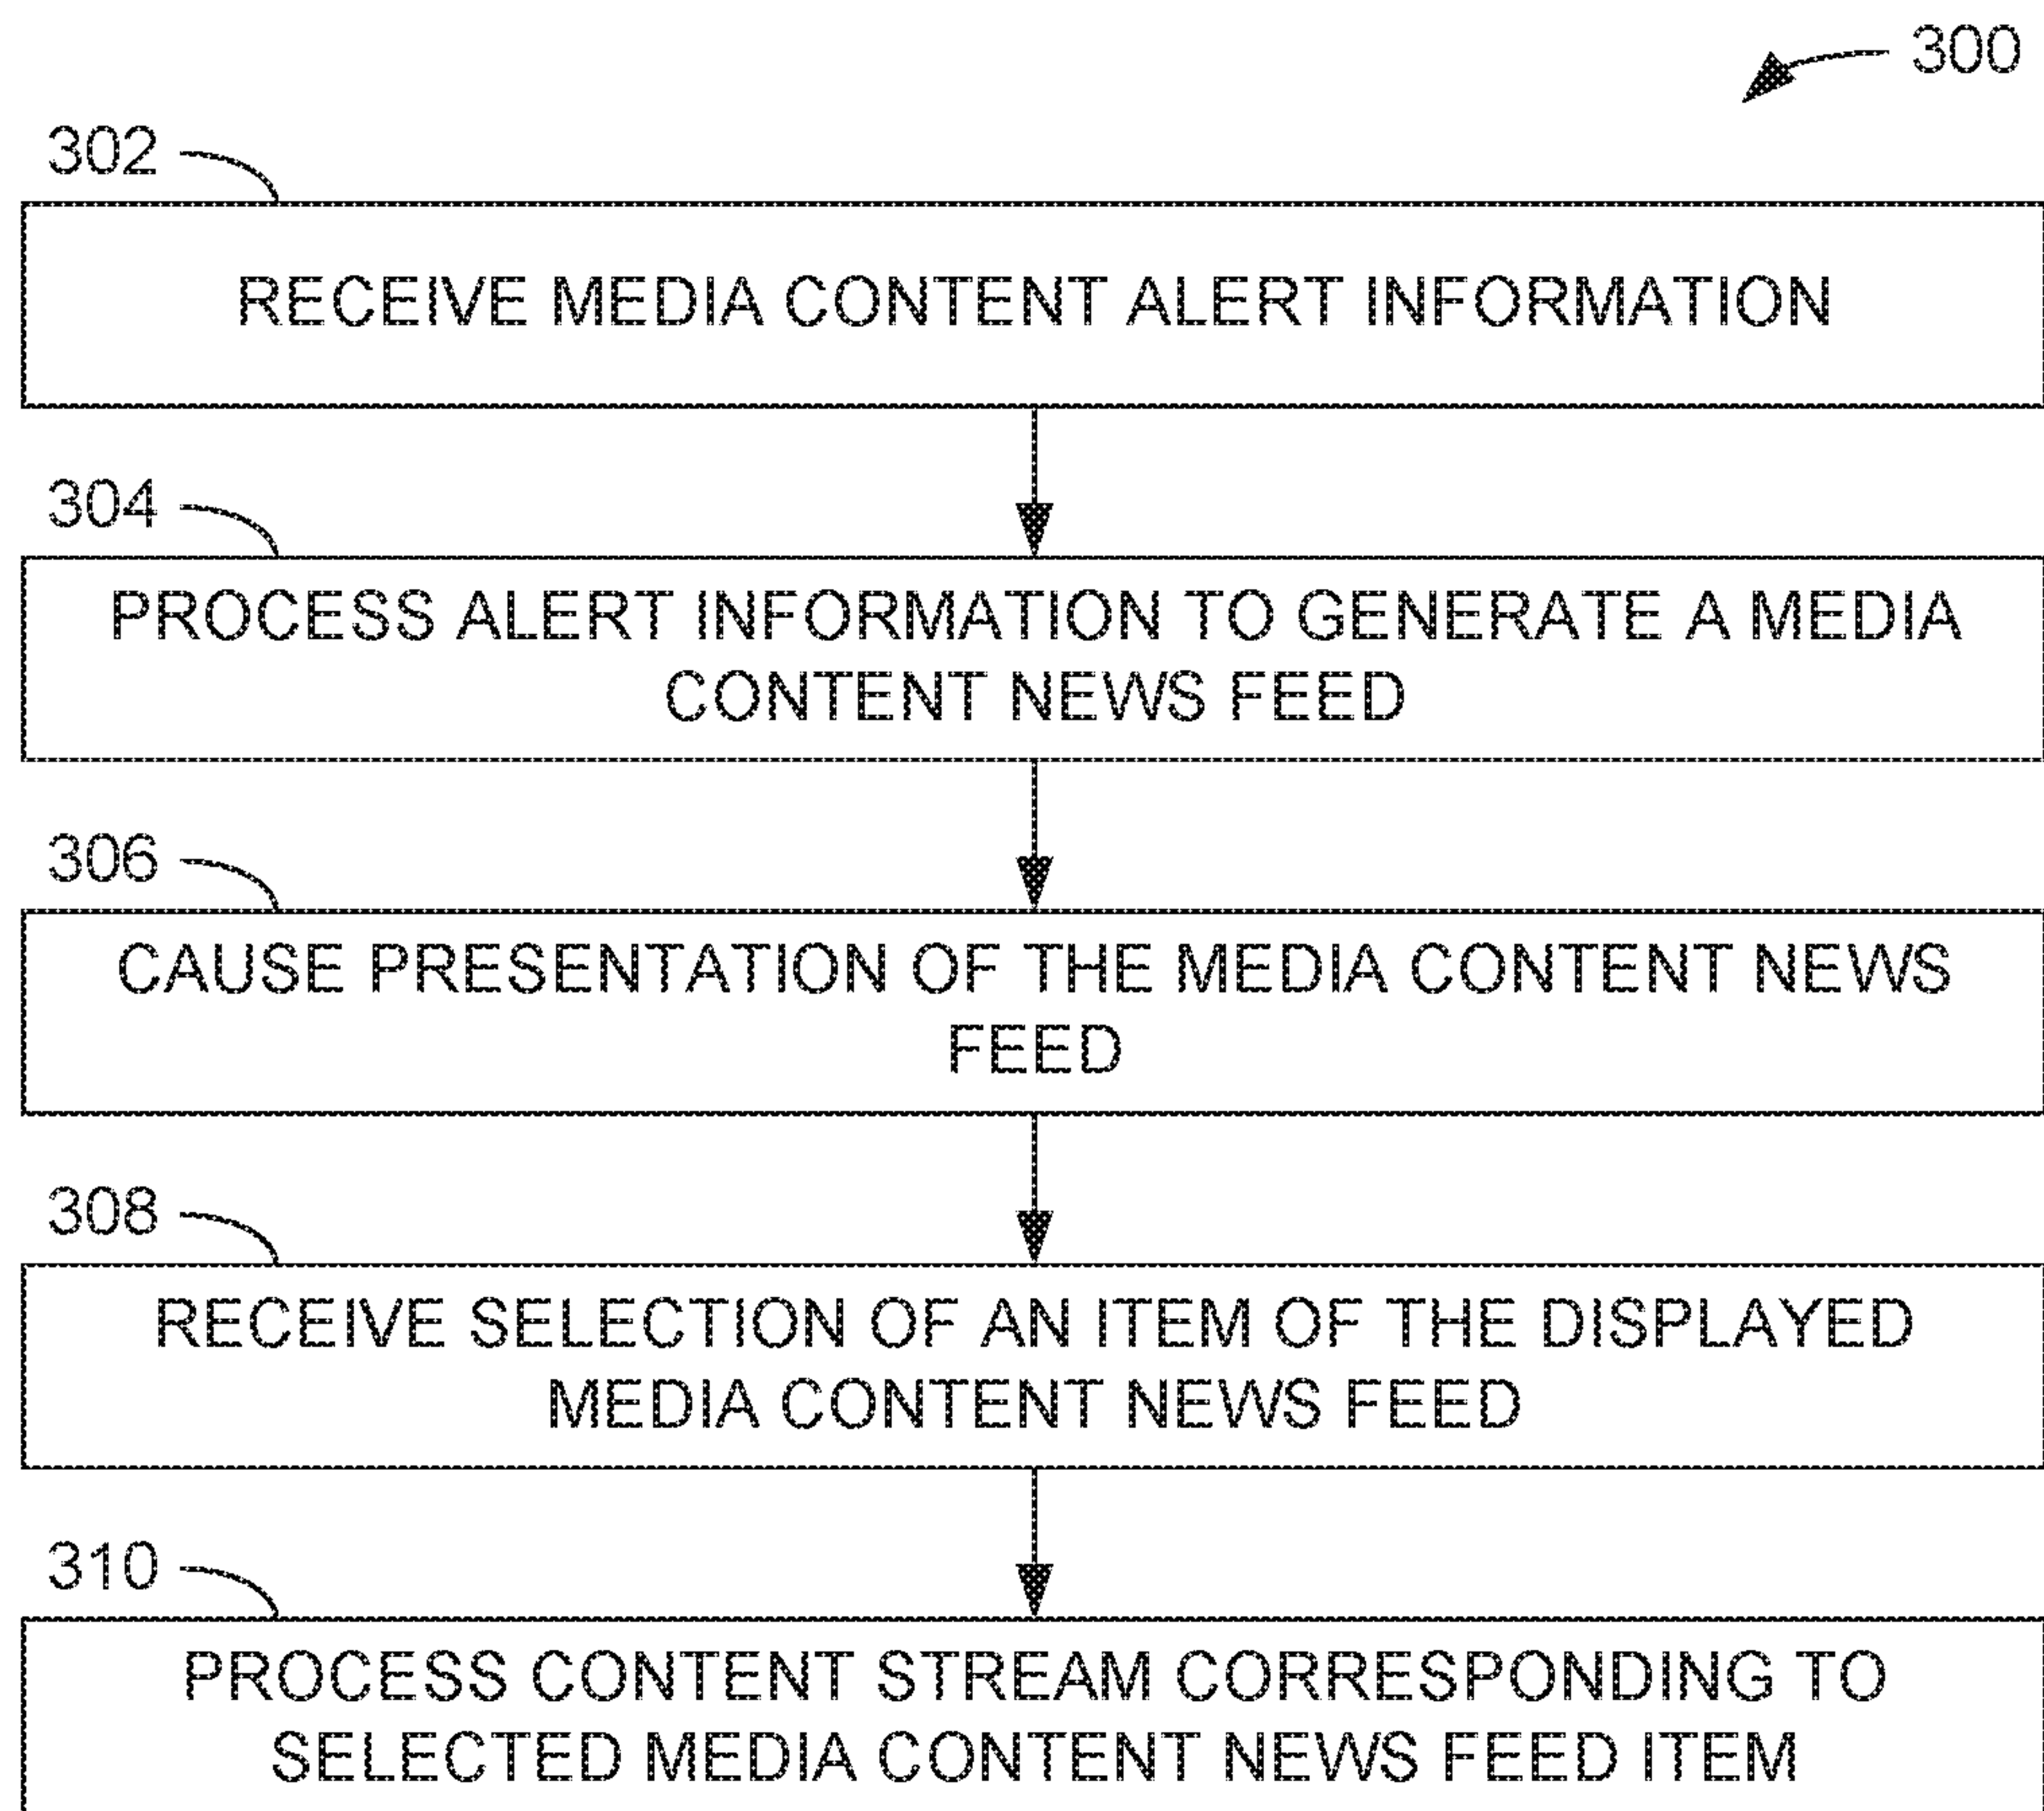 300
302
RECEIVE MEDIA CONTENT ALERT INFORMATION
304
PROCESS ALERT INFORMATION TO GENERATE A MEDIA
CONTENT NEWS FEED
306
CAUSE PRESENTATION OF THE MEDIA CONTENT NEWS
FEED
308
RECEIVE SELECTION OF AN ITEM OF THE DISPLAYED
MEDIA CONTENT NEWS FEED
310
PROCESS CONTENT STREAM CORRESPONDING TO
SELECTED MEDIA CONTENT NEWS FEED ITEM